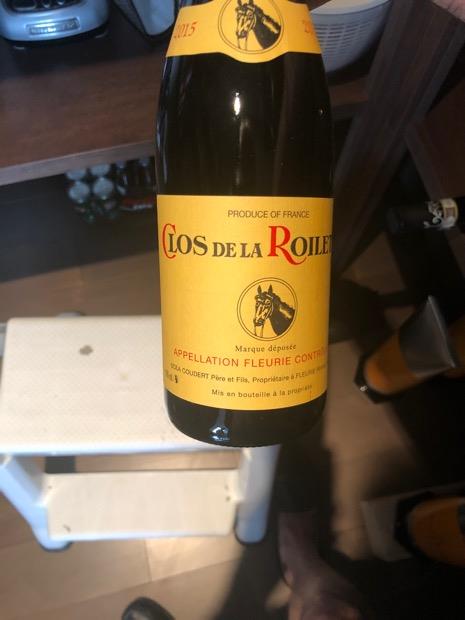 2015
PRODUCE OF FRANCE
CLOS DE LA ROILET
Marque déposée
APPELLATION FLEURIE CONTRÔ
COUDERT Père et Fils, Propriétaire à FLEURIE
Mis en bouteille à la propriété